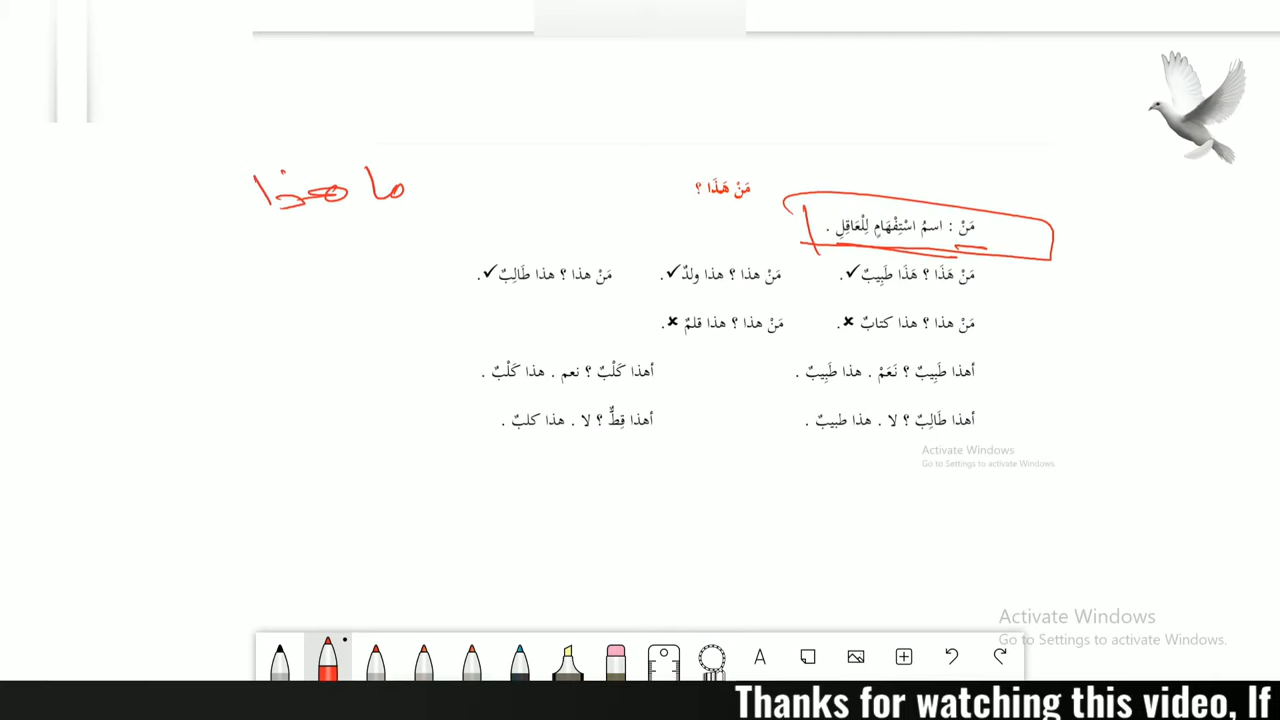 ما هذا
مَنْ هَذَا ؟
مَنْ : اسمُ اسْتِفْهَامٍ لِلْعَاقِلِ .
مَنْ هَذَا ؟ هَذَا طَبِيبٌ ✓. مَنْ هذا ؟ هذا ولدٌ ✓. مَنْ هذا ؟ هذا طَالِبٌ ✓.
مَنْ هذا ؟ هذا كتابٌ ✘. مَنْ هذا ؟ هذا قلمٌ ✘.
أهذا طَبِيبٌ ؟ نَعَمْ . هذا طَبِيبٌ . أهذا كَلْبٌ ؟ نعم . هذا كَلْبٌ .
أهذا طَالِبٌ ؟ لا . هذا طبيبٌ . أهذا قِطٌّ ؟ لا . هذا كلبٌ .
Activate Windows
Go to Settings to activate Windows.
Activate Windows
Go to Settings to activate Windows.
A
Thanks for watching this video, If